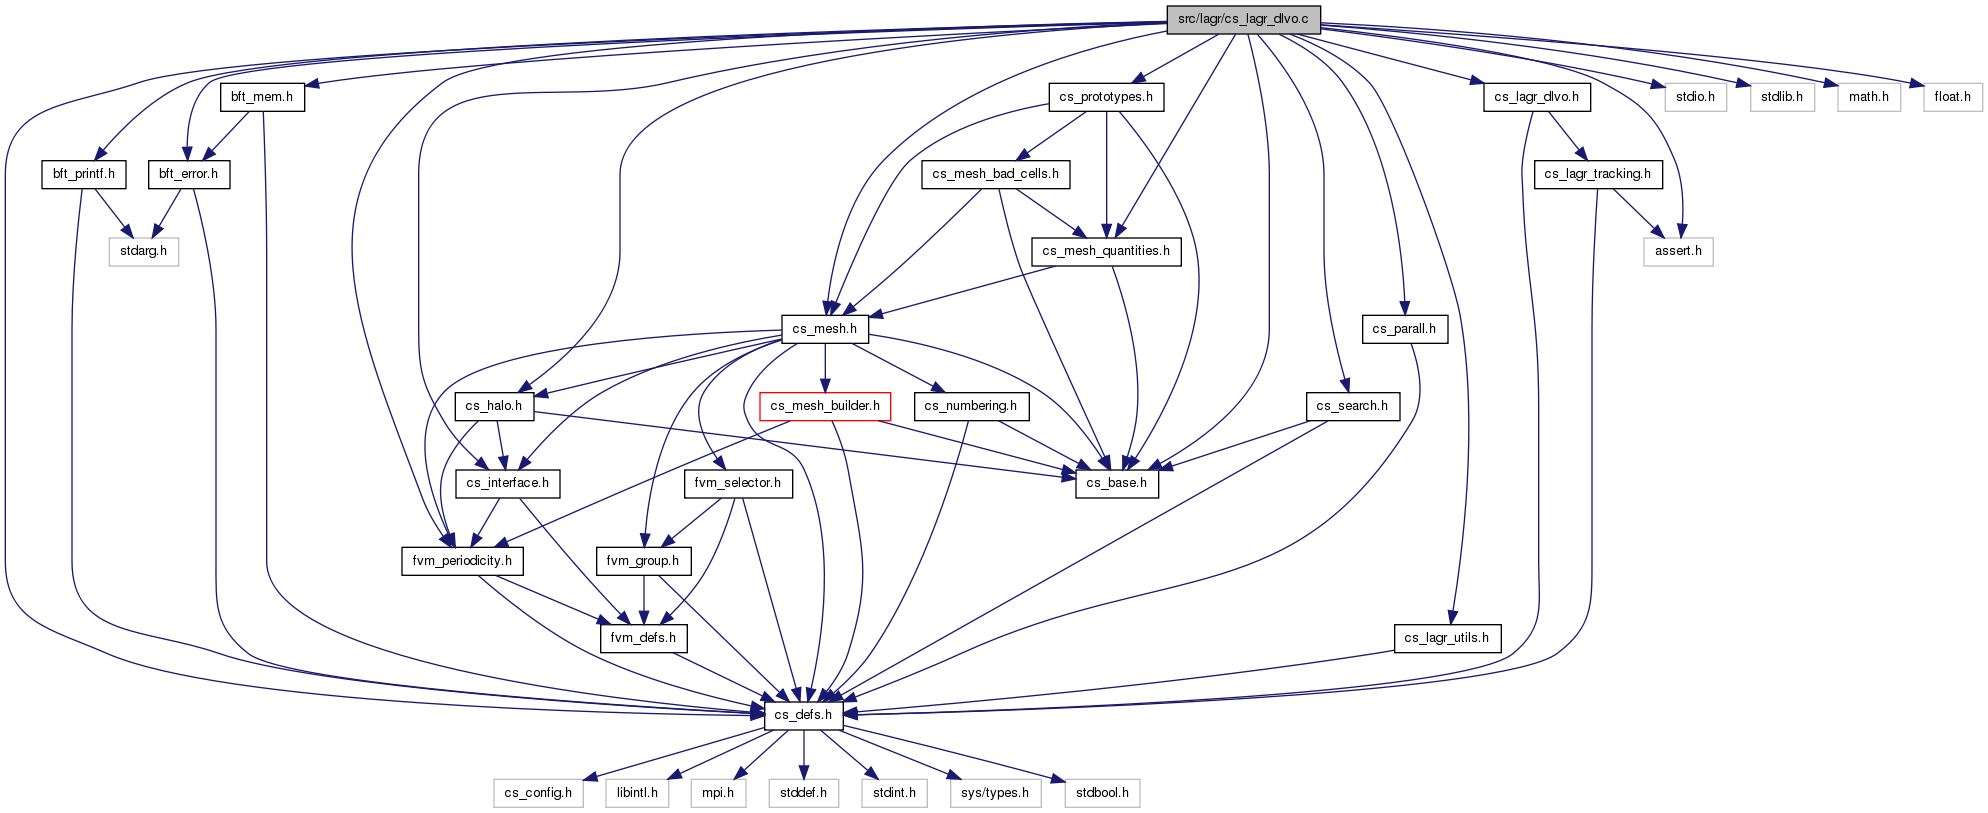 src/lagr/cs_lagr_dlvo.c
bft_mem.h
cs_prototypes.h
cs_lagr_dlvo.h
stdio.h
stdlib.h
math.h
float.h
bft_printf.h
bft_error.h
cs_mesh_bad_cells.h
cs_lagr_tracking.h
stdarg.h
cs_mesh_quantities.h
assert.h
cs_mesh.h
cs_parall.h
cs_halo.h
cs_mesh_builder.h
cs_numbering.h
cs_search.h
cs_interface.h
fvm_selector.h
cs_base.h
fvm_periodicity.h
fvm_group.h
fvm_defs.h
cs_lagr_utils.h
cs_defs.h
cs_config.h
libintl.h
mpi.h
stddef.h
stdint.h
sys/types.h
stdbool.h